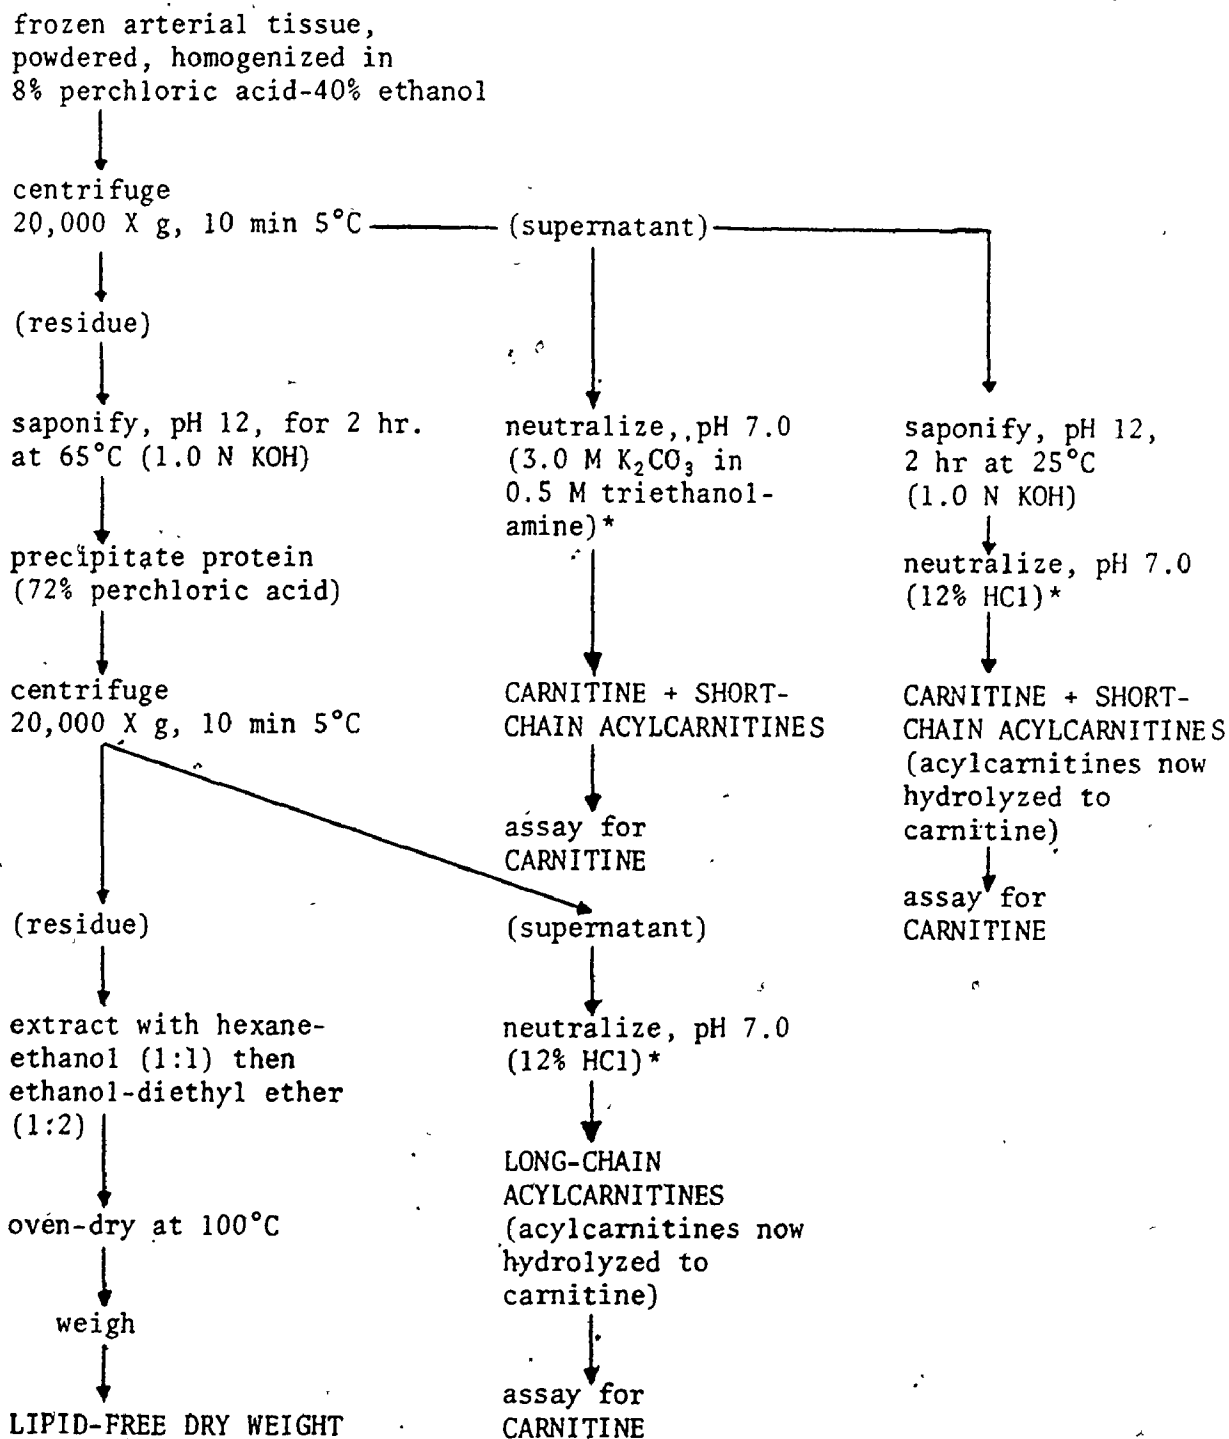 frozen arterial tissue,
powdered, homogenized in
8% perchloric acid-40% ethanol
centrifuge
20,000 X g, 10 min 5°C
(supernatant)
(residue)
saponify, pH 12, for 2 hr.
at 65°C (1.0 N KOH)
precipitate protein
(72% perchloric acid)
centrifuge
20,000 X g, 10 min 5°C
neutralize, pH 7.0
(3.0 M K₂CO₃ in
0.5 M triethanol-
amine)*
CARNITINE + SHORT-
CHAIN ACYLCARNITINES
assay for
CARNITINE
saponify, pH 12,
2 hr at 25°C
(1.0 N KOH)
neutralize, pH 7.0
(12% HCl)*
CARNITINE + SHORT-
CHAIN ACYLCARNITINES
(acylcarnitines now
hydrolyzed to
carnitine)
assay for
CARNITINE
(residue)
extract with hexane-
ethanol (1:1) then
ethanol-diethyl ether
(1:2)
oven-dry at 100°C
weigh
LIPID-FREE DRY WEIGHT
(supernatant)
neutralize, pH 7.0
(12% HCl)*
LONG-CHAIN
ACYLCARNITINES
(acylcarnitines now
hydrolyzed to
carnitine)
assay for
CARNITINE